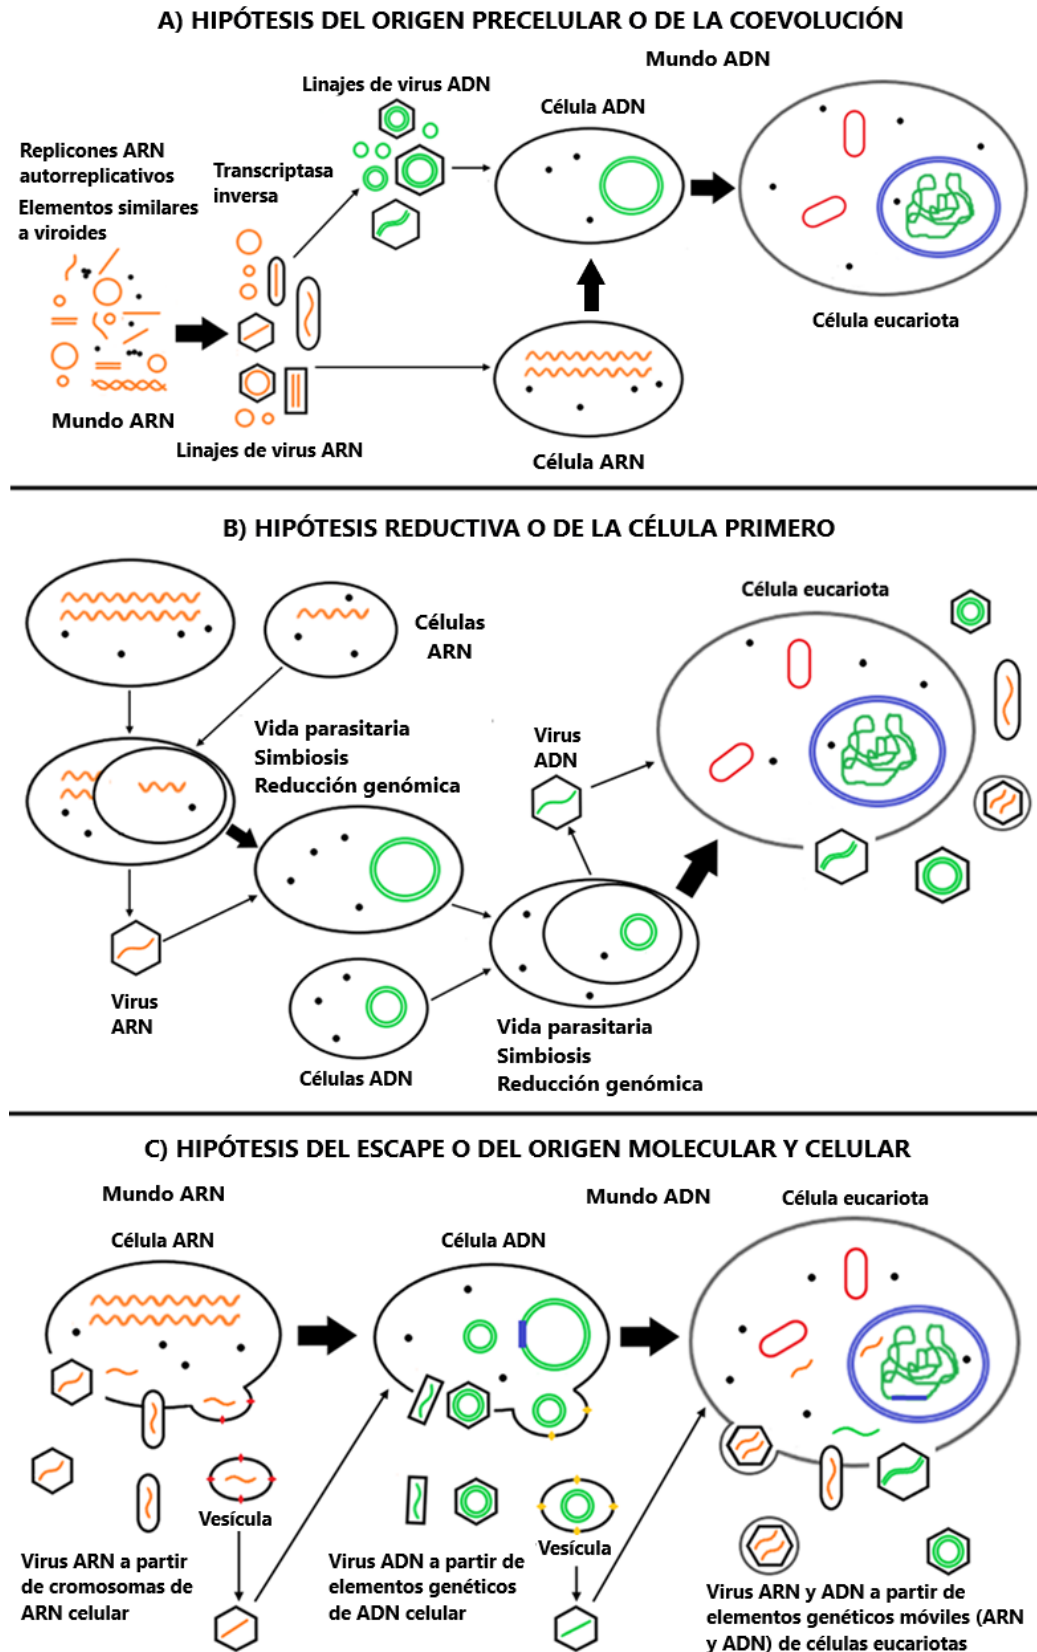 A) HIPÓTESIS DEL ORIGEN PRECELULAR O DE LA COEVOLUCIÓN
Mundo ADN
Linajes de virus ADN
Célula ADN
Replicones ARN
autorreplicativos
Elementos similares
a viroides
Transcriptasa
inversa
Célula eucariota
Mundo ARN
Linajes de virus ARN
Célula ARN
B) HIPÓTESIS REDUCTIVA O DE LA CÉLULA PRIMERO
Célula eucariota
Células
ARN
Vida parasitaria
Simbiosis
Reducción genómica
Virus
ADN
Virus
ARN
Células ADN
Vida parasitaria
Simbiosis
Reducción genómica
C) HIPÓTESIS DEL ESCAPE O DEL ORIGEN MOLECULAR Y CELULAR
Mundo ARN
Mundo ADN
Célula eucariota
Célula ARN
Célula ADN
Vesícula
Vesícula
Virus ARN a partir
de cromosomas de
ARN celular
Virus ADN a partir de
elementos genéticos
de ADN celular
Virus ARN y ADN a partir de
elementos genéticos móviles (ARN
y ADN) de células eucariotas